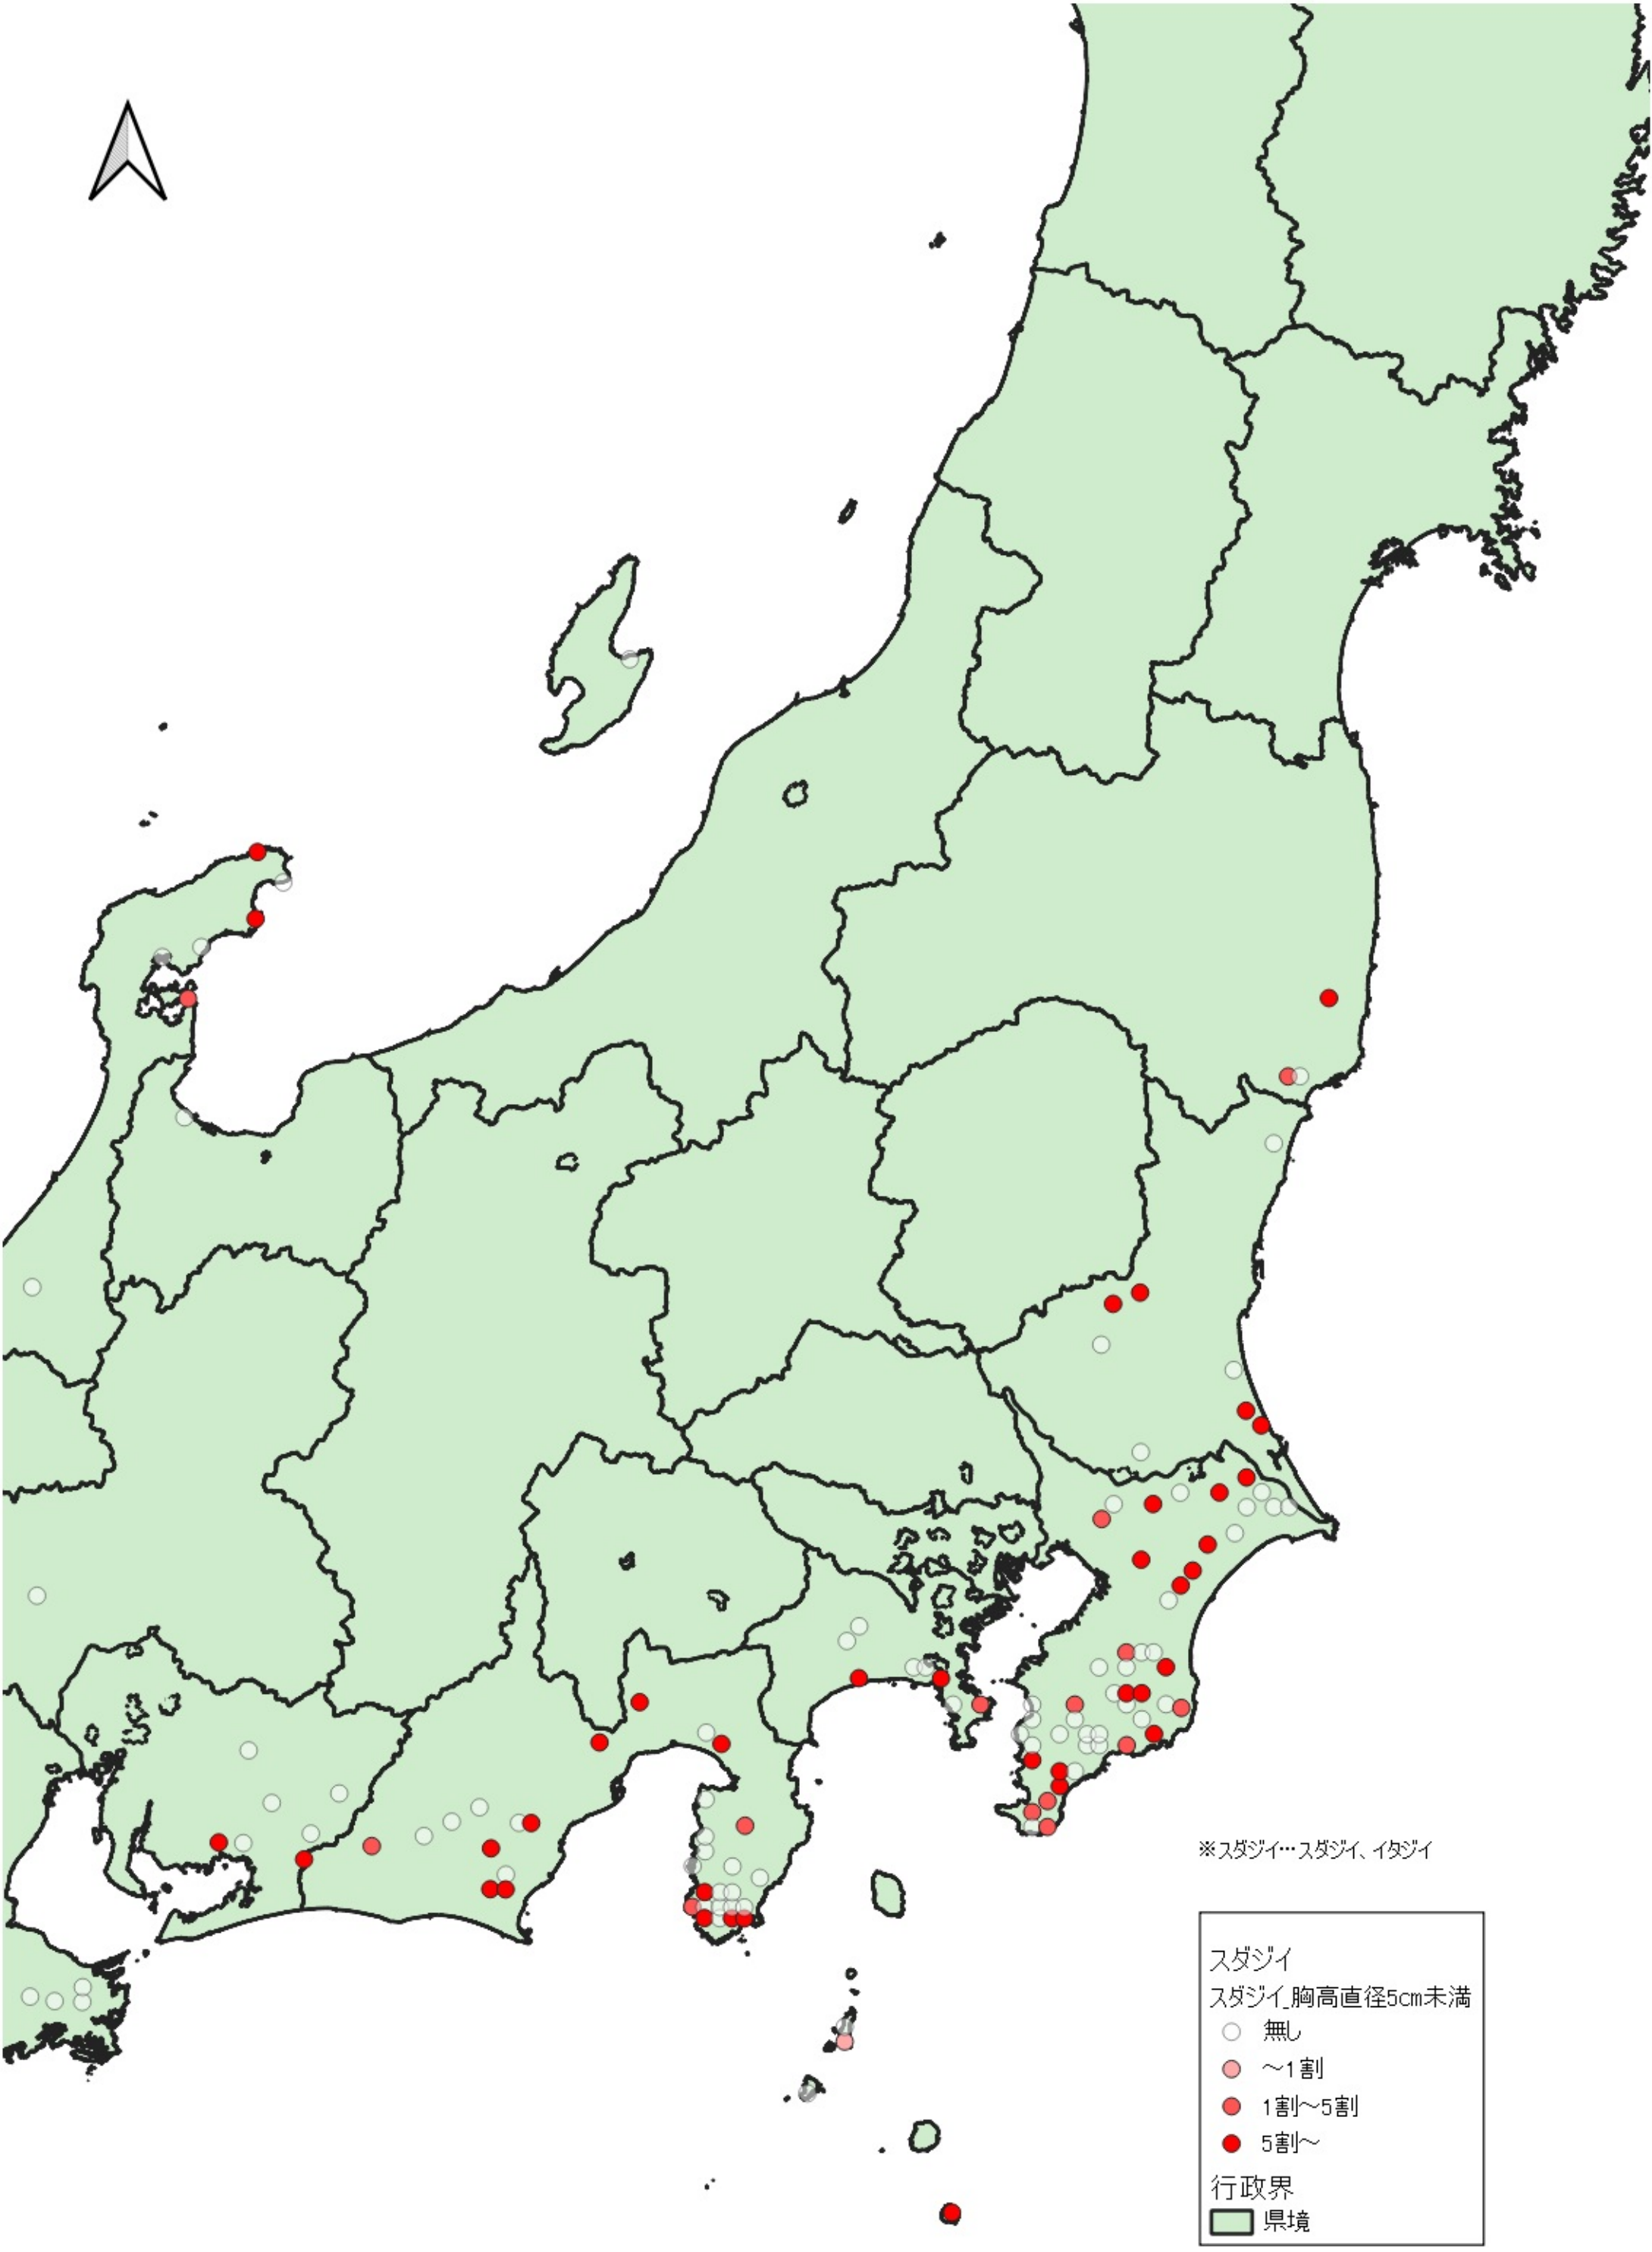 ※スダジイ…スダジイ、イタジイ
スダジイ
スダジイ_胸高直径5cm未満
無し
～1割
1割～5割
5割～
行政界
県境